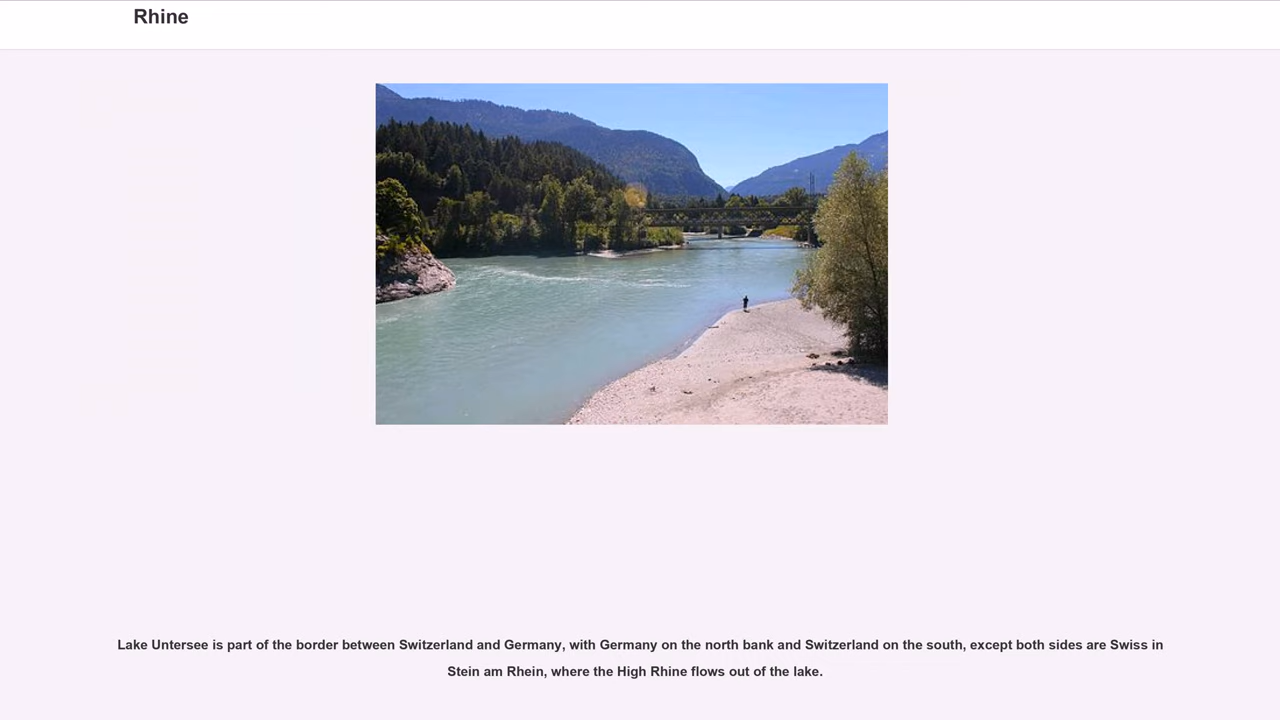 Rhine
Lake Untersee is part of the border between Switzerland and Germany, with Germany on the north bank and Switzerland on the south, except both sides are Swiss in
Stein am Rhein, where the High Rhine flows out of the lake.